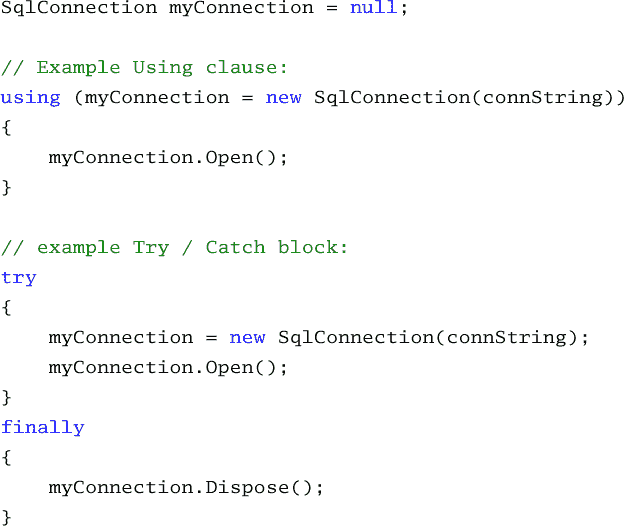 SqlConnection myConnection = null;
// Example Using clause:
using (myConnection = new SqlConnection(connString))
{
    myConnection.Open();
}
// example Try / Catch block:
try
{
    myConnection = new SqlConnection(connString);
    myConnection.Open();
}
finally
{
    myConnection.Dispose();
}